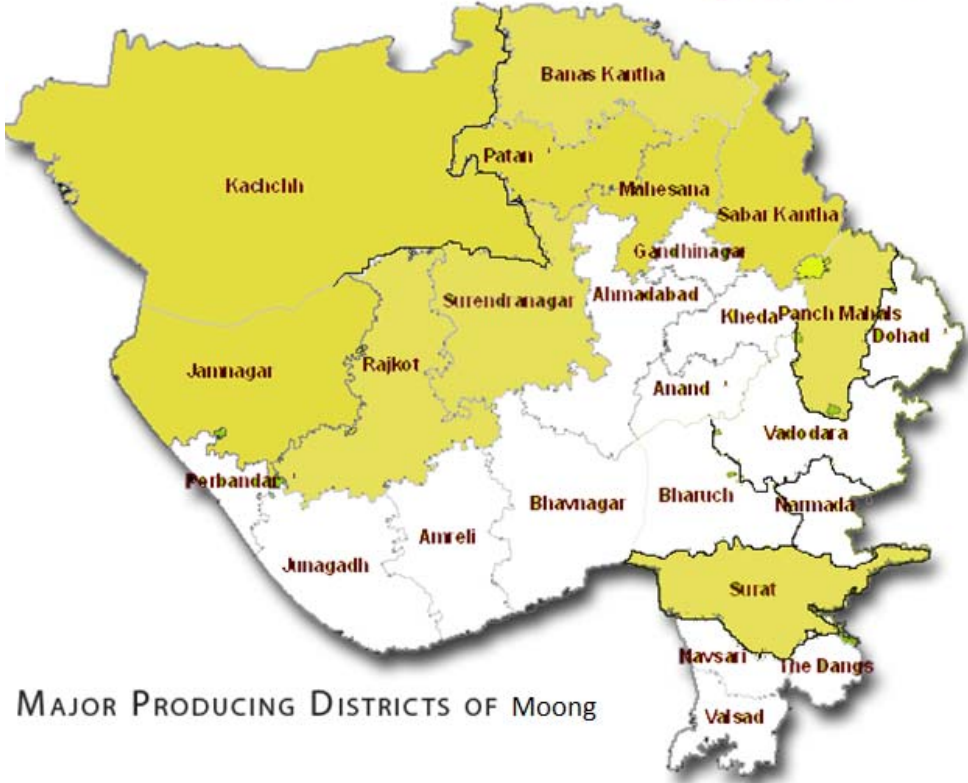 Banas Kantha
Patan
Kachchh
Mahesana
Sabar Kantha
Gandhinagar
Surendranagar
Ahmadabad
Kheda
Panch Mahals
Dohad
Jamnagar
Rajkot
Anand
Vadodara
Porbandar
Bhavnagar
Bharuch
Narmada
Amreli
Junagadh
Surat
Navsari
The Dangs
Valsad
MAJOR PRODUCING DISTRICTS OF Moong